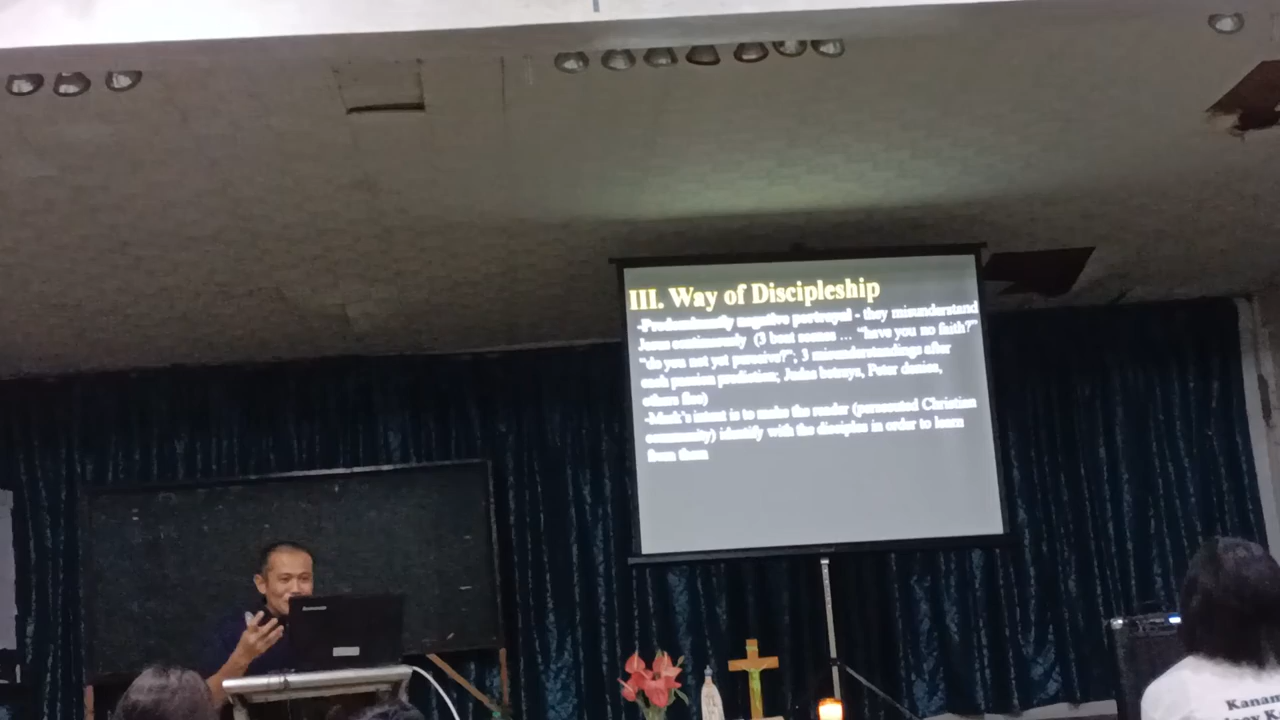 III. Way of Discipleship
-Predominantly negative portrayal - they misunderstand
Jesus continuously (3 boat scenes ... “have you no faith?”
“do you not yet perceive?”; 3 misunderstandings after
each passion prediction; Judas betrays, Peter denies,
others flee)
-Mark's intent is to make the reader (persecuted Christian
community) identify with the disciples in order to learn
from them
lenovo